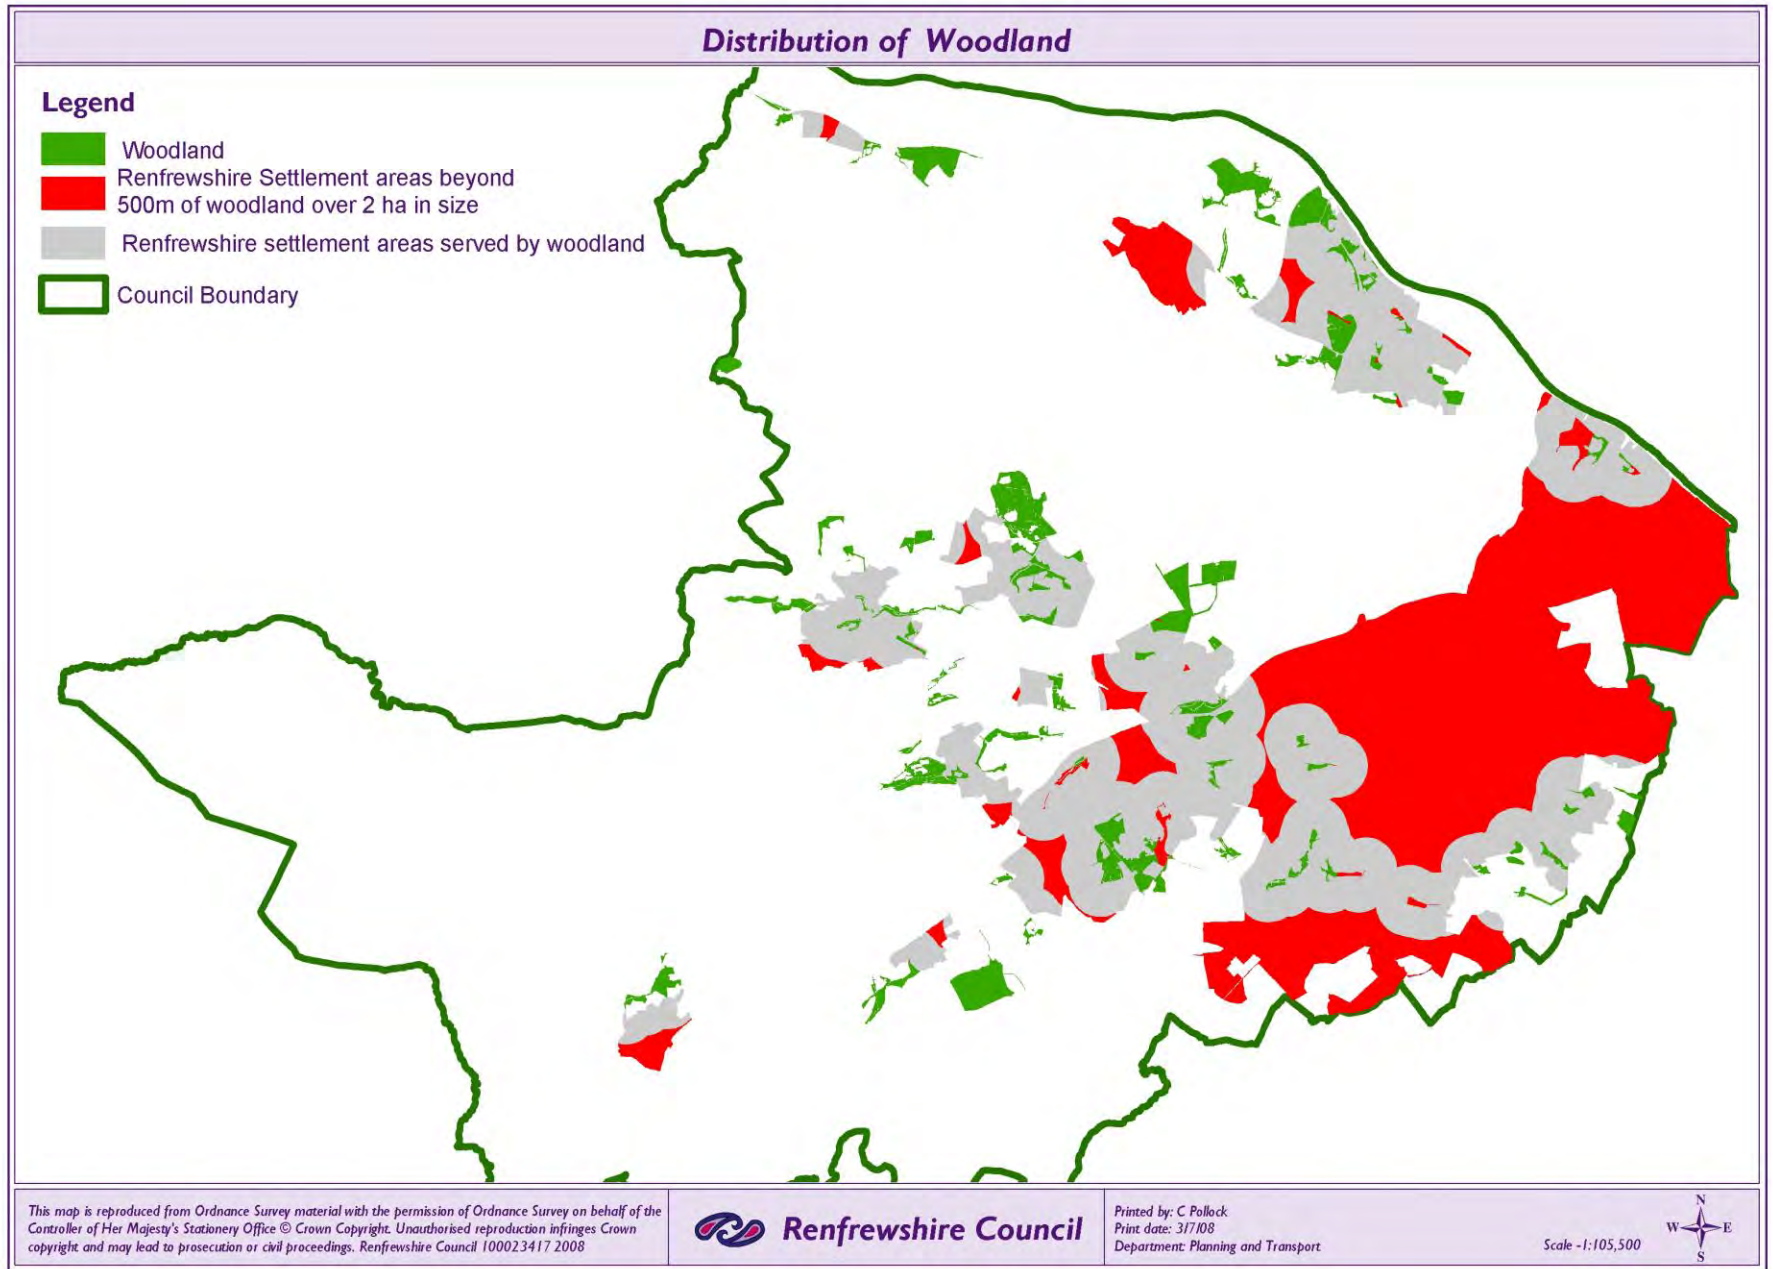 Distribution of Woodland
Legend
Woodland
Renfrewshire Settlement areas beyond
500m of woodland over 2 ha in size
Renfrewshire settlement areas served by woodland
Council Boundary
This map is reproduced from Ordnance Survey material with the permission of Ordnance Survey on behalf of the
Controller of Her Majesty's Stationery Office © Crown Copyright. Unauthorised reproduction infringes Crown
copyright and may lead to prosecution or civil proceedings. Renfrewshire Council 100023417 2008
Renfrewshire Council
Printed by: C Pollock
Print date: 3/7/08
Department: Planning and Transport
Scale -1:105,500
N
W E
S